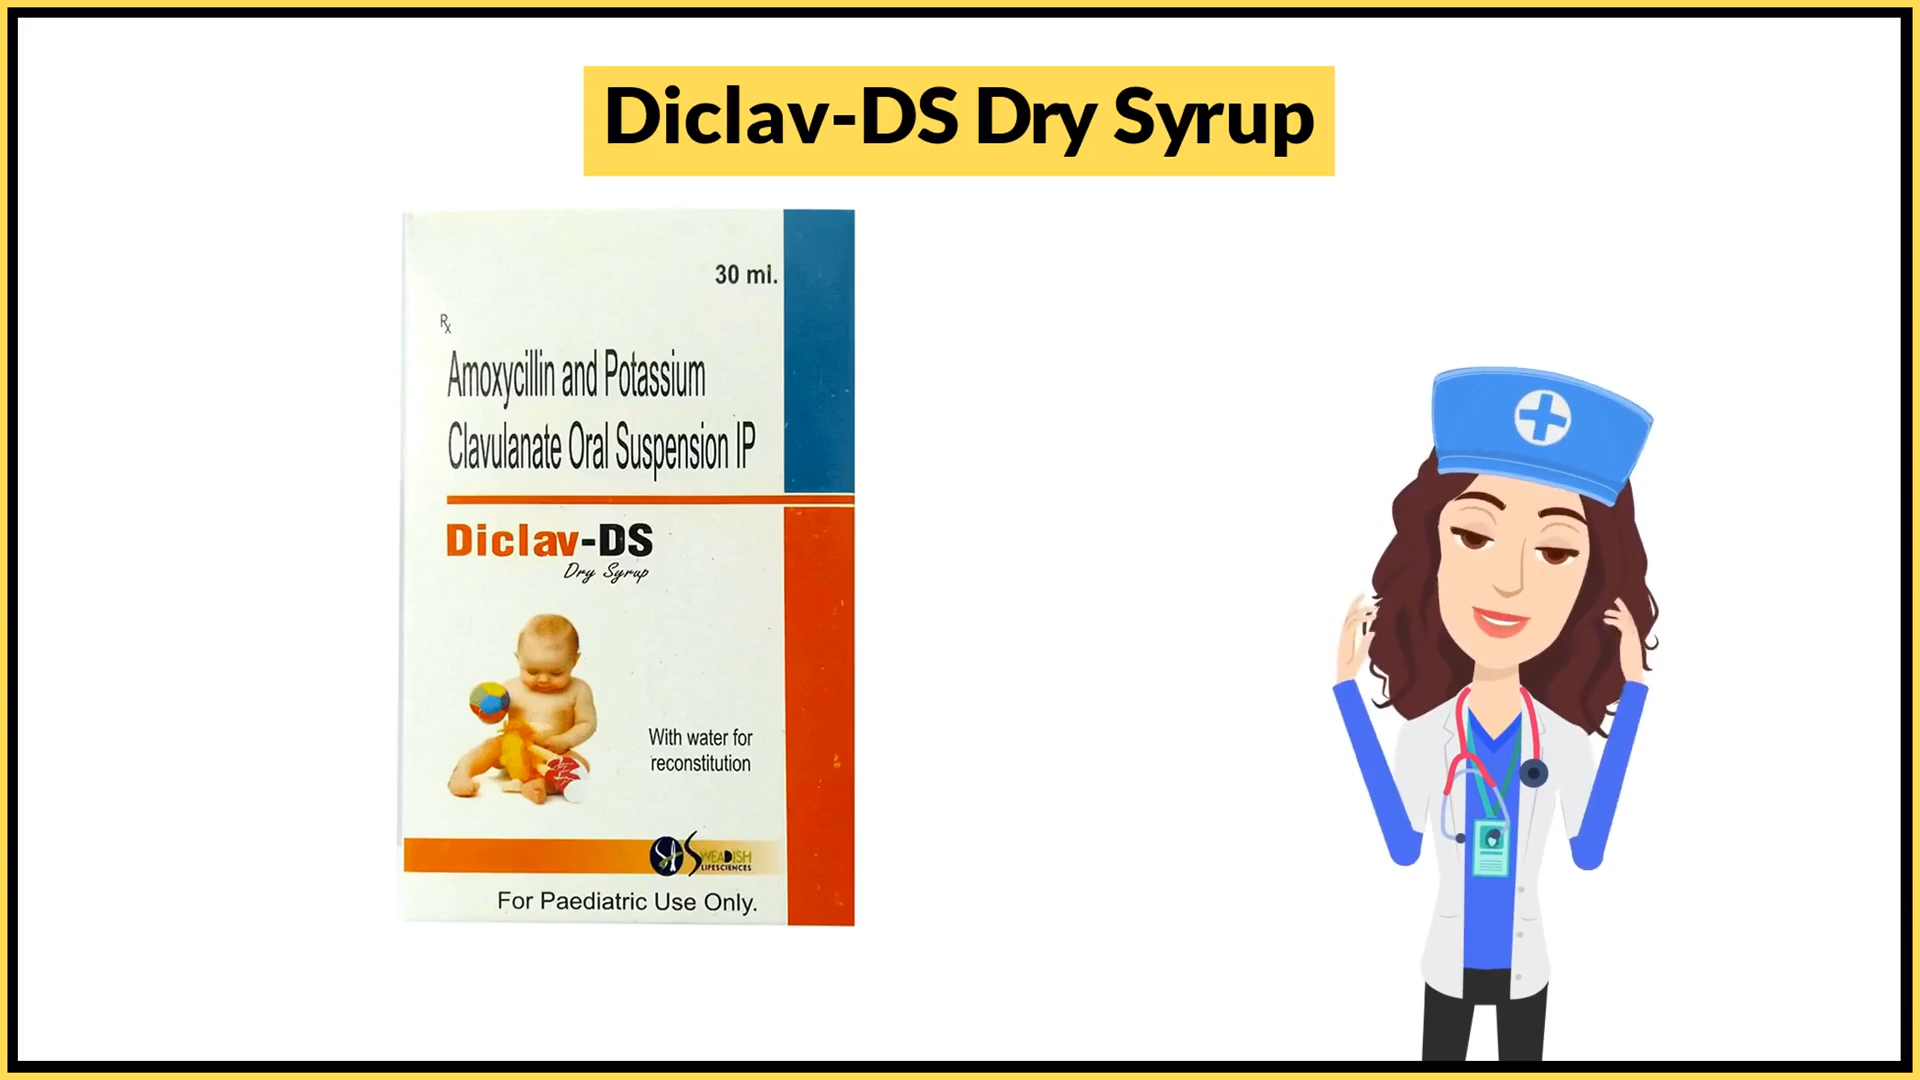 Diclav-DS Dry Syrup
30 ml.
Rx
Amoxycillin and Potassium
Clavulanate Oral Suspension IP
Diclav-DS
Dry Syrup
With water for
reconstitution
SWEADISH
LIFESCIENCES
For Paediatric Use Only.